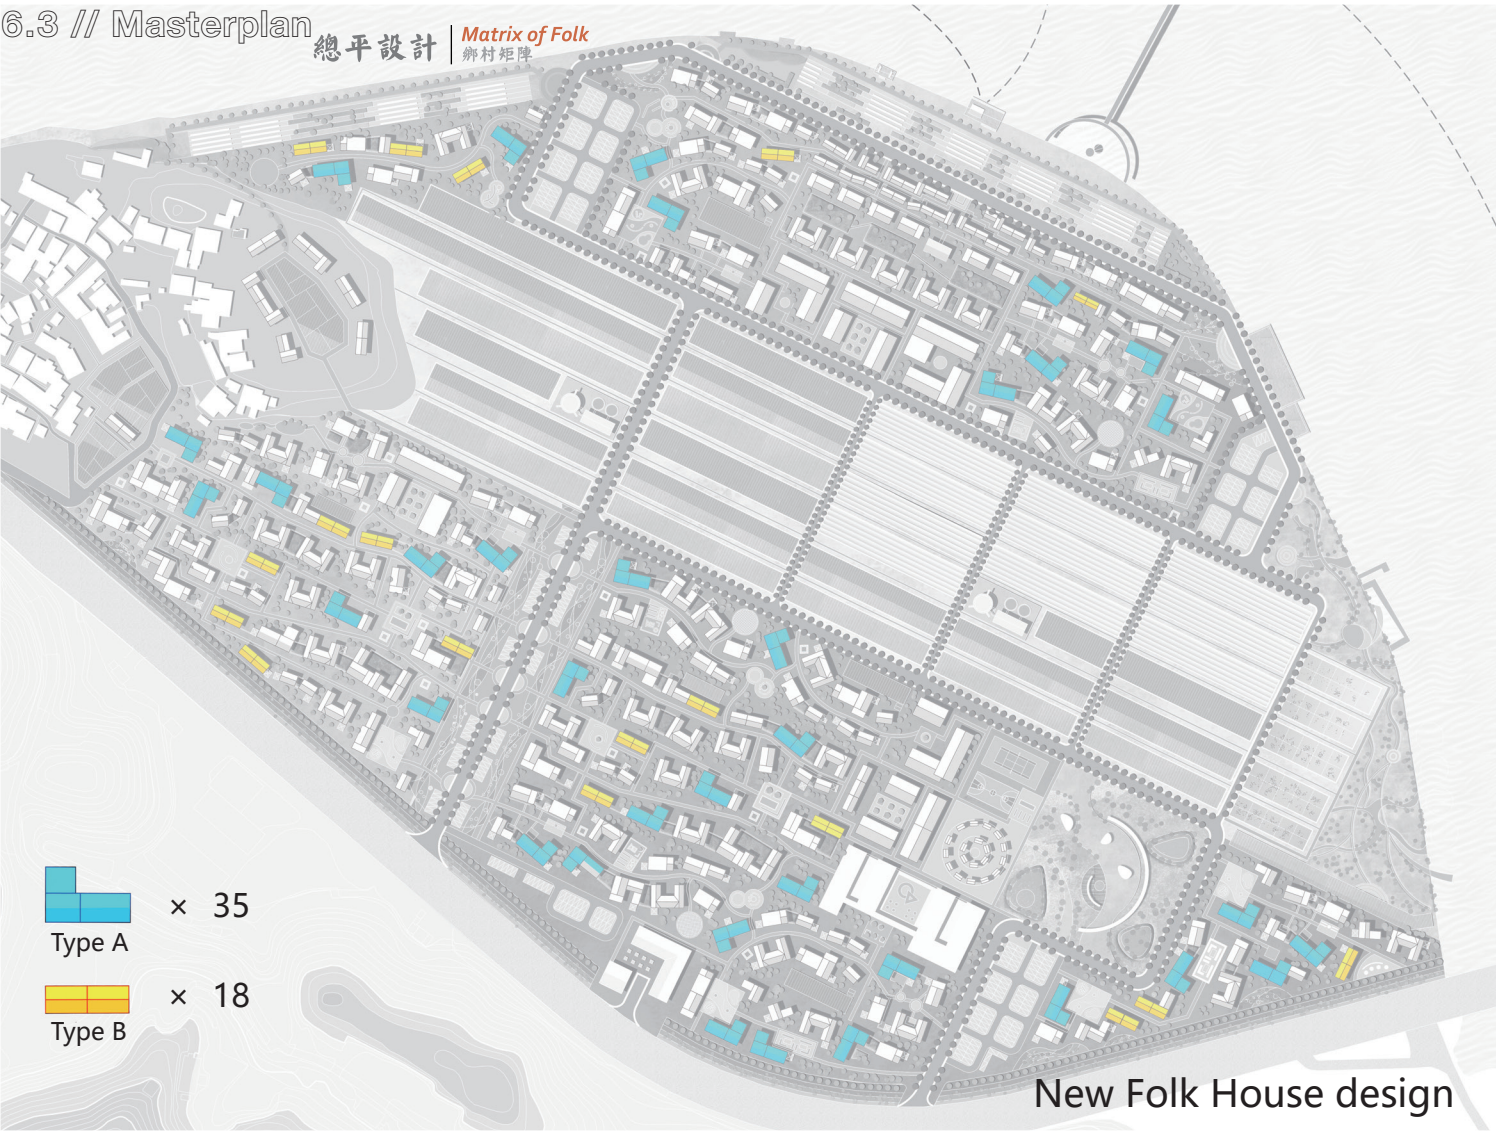 6.3 // Masterplan
總平設計
Matrix of Folk
鄉村矩陣
× 35
Type A
× 18
Type B
New Folk House design